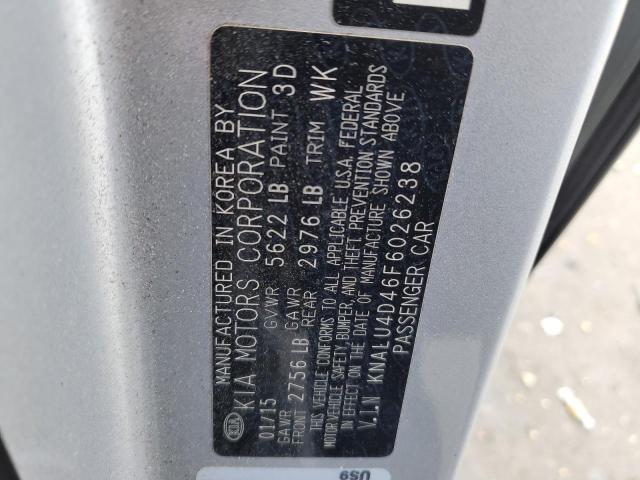 MANUFACTURED IN KOREA BY
KIA KIA MOTORS CORPORATION
01/15 GVWR 5622 LB PAINT 3D
GAWR FRONT 2756 LB GAWR REAR 2976 LB TRIM WK
THIS VEHICLE CONFORMS TO ALL APPLICABLE U.S.A. FEDERAL
MOTOR VEHICLE SAFETY, BUMPER, AND THEFT PREVENTION STANDARDS
IN EFFECT ON THE DATE OF MANUFACTURE SHOWN ABOVE
V.I.N KNALU4D46F6026238
PASSENGER CAR
US9